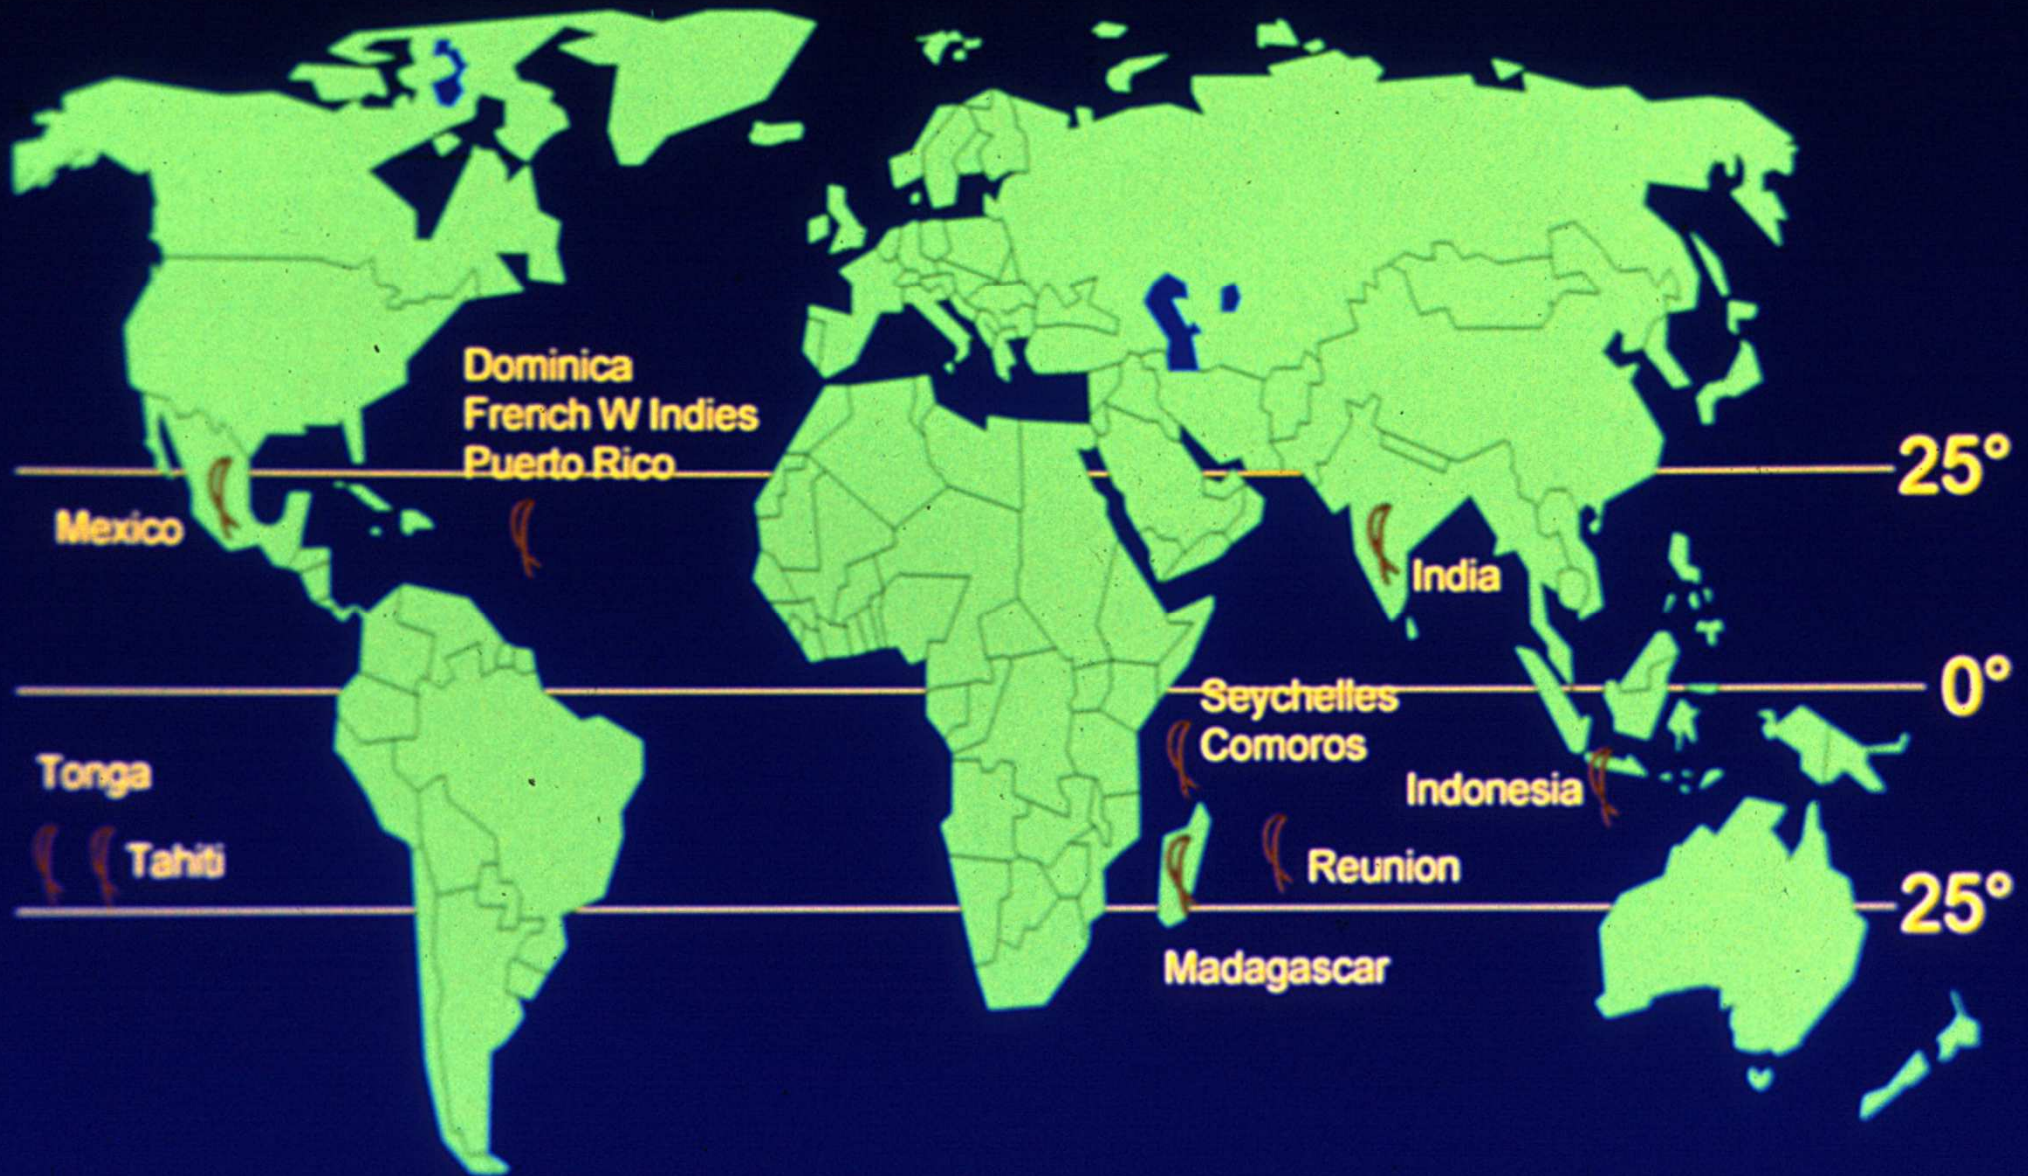 Dominica
French W Indies
Puerto Rico
25°
Mexico
India
0°
Seychelles
Comoros
Tonga
Indonesia
Tahiti
Reunion
25°
Madagascar